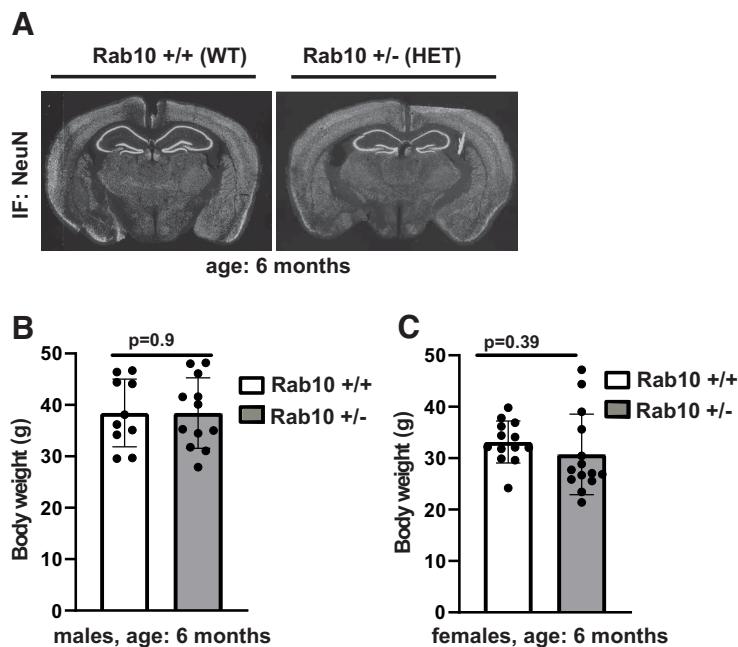 A
Rab10 +/+ (WT)
Rab10 +/- (HET)
IF: NeuN
age: 6 months
B
p=0.9
Body weight (g)
50
40
30
20
10
0
Rab10 +/+
Rab10 +/-
males, age: 6 months
C
p=0.39
Body weight (g)
50
40
30
20
10
0
Rab10 +/+
Rab10 +/-
females, age: 6 months